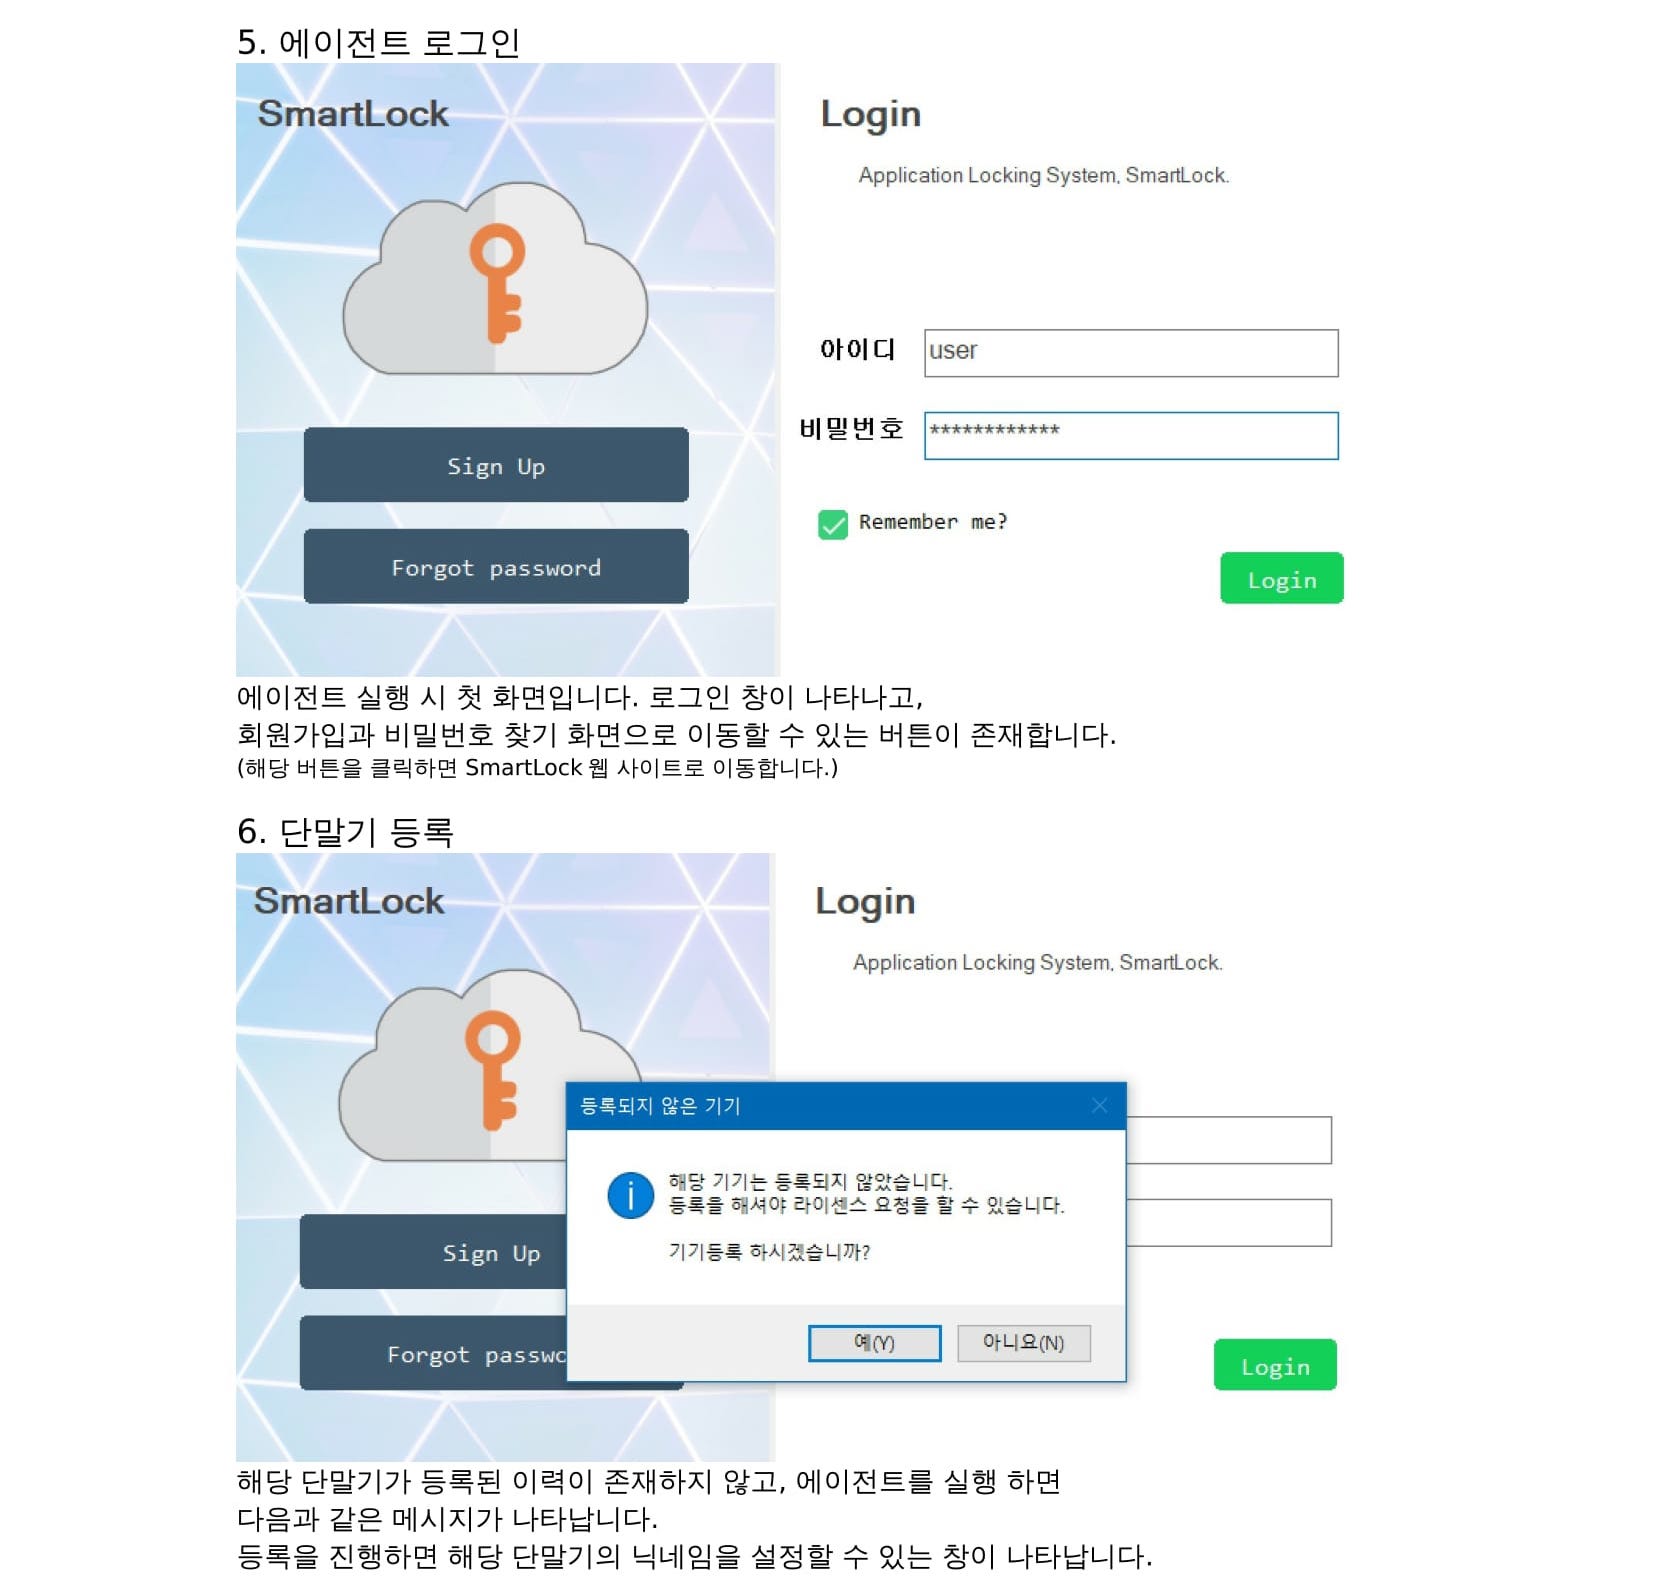 5. 에이전트 로그인
SmartLock
Login
Application Locking System, SmartLock.
아이디
user
비밀번호
************
Sign Up
Remember me?
Forgot password
Login
에이전트 실행 시 첫 화면입니다. 로그인 창이 나타나고,
회원가입과 비밀번호 찾기 화면으로 이동할 수 있는 버튼이 존재합니다.
(해당 버튼을 클릭하면 SmartLock 웹 사이트로 이동합니다.)
6. 단말기 등록
SmartLock
Login
Application Locking System, SmartLock.
등록되지 않은 기기
해당 기기는 등록되지 않았습니다.
등록을 해셔야 라이센스 요청을 할 수 있습니다.
기기등록 하시겠습니까?
Sign Up
예(Y)
아니요(N)
Forgot passwo
Login
해당 단말기가 등록된 이력이 존재하지 않고, 에이전트를 실행 하면
다음과 같은 메시지가 나타납니다.
등록을 진행하면 해당 단말기의 닉네임을 설정할 수 있는 창이 나타납니다.